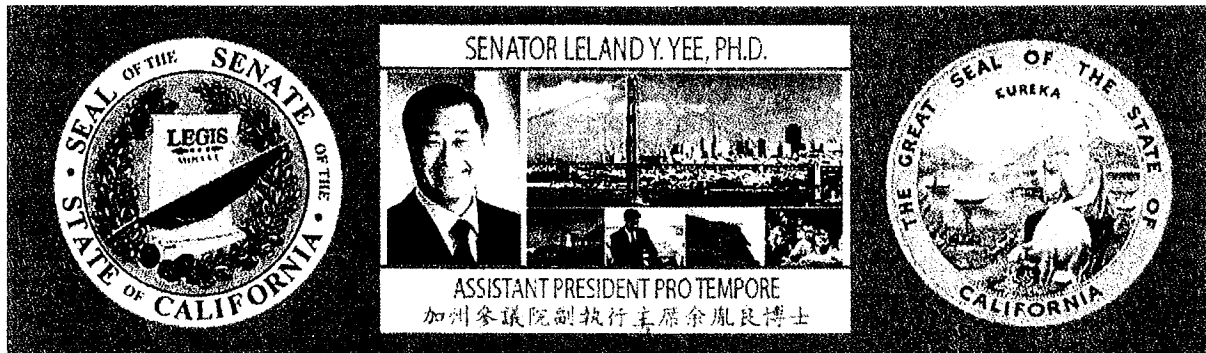 SEAL OF THE SENATE OF THE STATE OF CALIFORNIA
LEGIS
SENATOR LELAND Y. YEE, PH.D.
ASSISTANT PRESIDENT PRO TEMPORE
加州參議院副執行主席余胤良博士
THE GREAT SEAL OF THE STATE OF CALIFORNIA
EUREKA